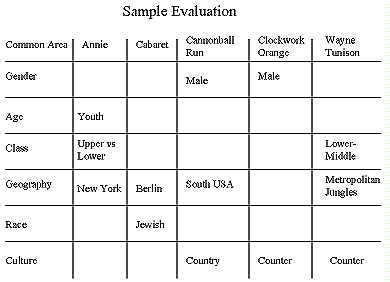 Sample Evaluation
Common Area Annie Cabaret Cannonball Run Clockwork Orange Wayne Tunison
Gender Male Male
Age Youth
Class Upper vs Lower Lower-Middle
Geography New York Berlin South USA Metropolitan Jungles
Race Jewish
Culture Country Counter Counter